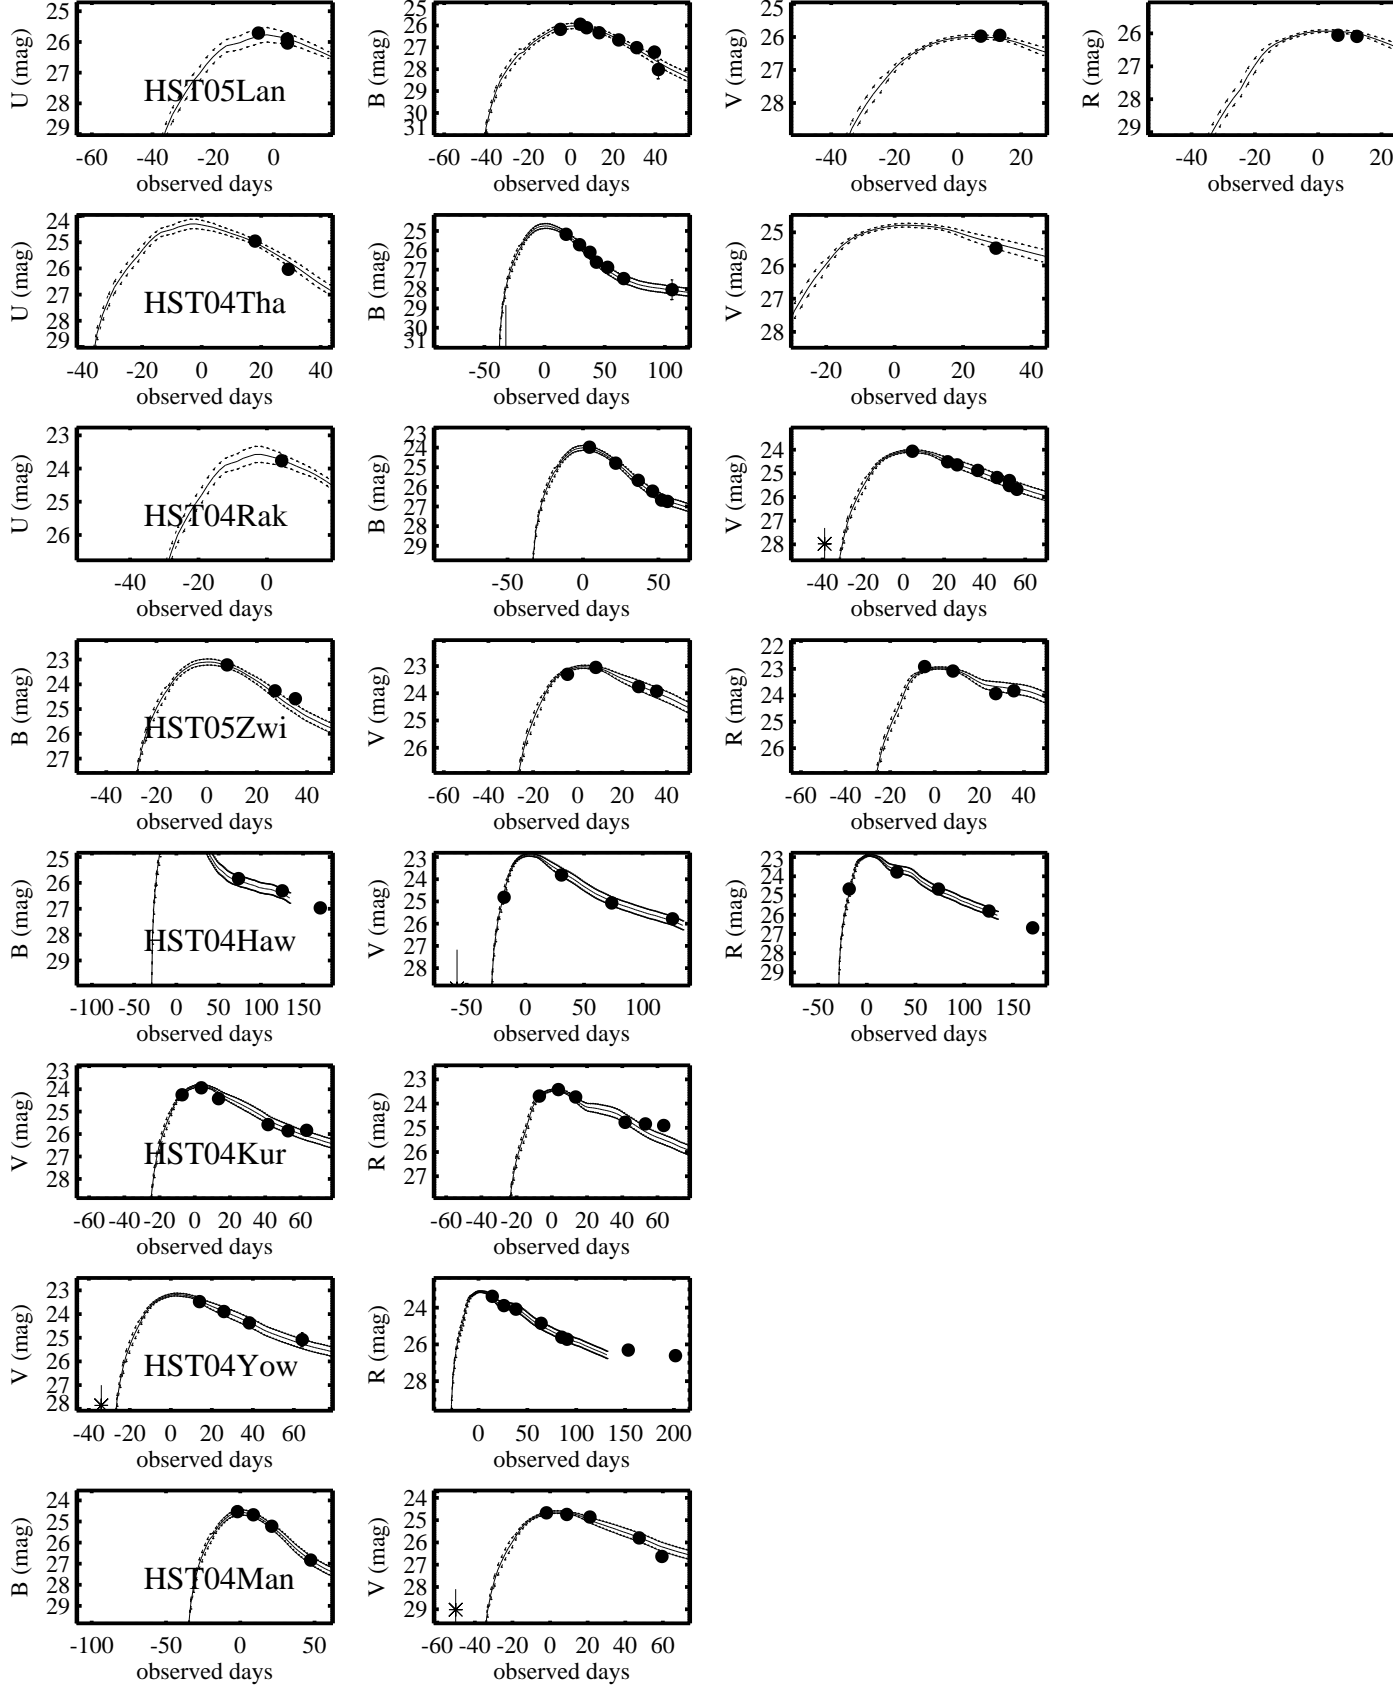 25
26
27
28
29
U (mag)
HST05Lan
-60 -40 -20 0
observed days
25
26
27
28
29
30
31
B (mag)
-40 -20 0 20 40
observed days
25
26
28
V (mag)
-40 -20 0 20
observed days
26
27
28
29
R (mag)
-40 -20 0 20
observed days
24
25
26
27
28
29
U (mag)
HST04Tha
-40 -20 0 20 40
observed days
25
26
27
28
29
30
31
B (mag)
-50 0 50 100
observed days
25
26
27
28
V (mag)
-20 0 20 40
observed days
23
24
25
26
U (mag)
HST04Rak
-40 -20 0
observed days
23
24
25
26
27
28
29
B (mag)
-50 0 50
observed days
24
25
26
27
28
V (mag)
-40 -20 0 20 40 60
observed days
23
24
25
26
27
B (mag)
HST05Zwi
-40 -20 0 20 40
observed days
23
24
25
26
V (mag)
-60 -40 -20 0 20 40
observed days
22
23
24
25
26
R (mag)
-60 -40 -20 0 20 40
observed days
25
26
27
28
29
B (mag)
HST04Haw
-100 -50 0 50 100 150
observed days
23
24
25
26
27
28
V (mag)
-50 0 50 100
observed days
23
24
25
26
27
28
29
R (mag)
-50 0 50 100 150
observed days
23
24
25
26
27
28
V (mag)
HST04Kur
-60 -40 -20 0 20 40 60
observed days
23
24
25
26
27
R (mag)
-60 -40 -20 0 20 40 60
observed days
23
24
25
26
27
28
V (mag)
HST04Yow
-40 -20 0 20 40 60
observed days
24
26
28
R (mag)
0 50 100 150 200
observed days
24
25
26
27
28
29
B (mag)
HST04Man
-100 -50 0 50
observed days
24
25
26
27
28
29
V (mag)
-60 -40 -20 0 20 40 60
observed days